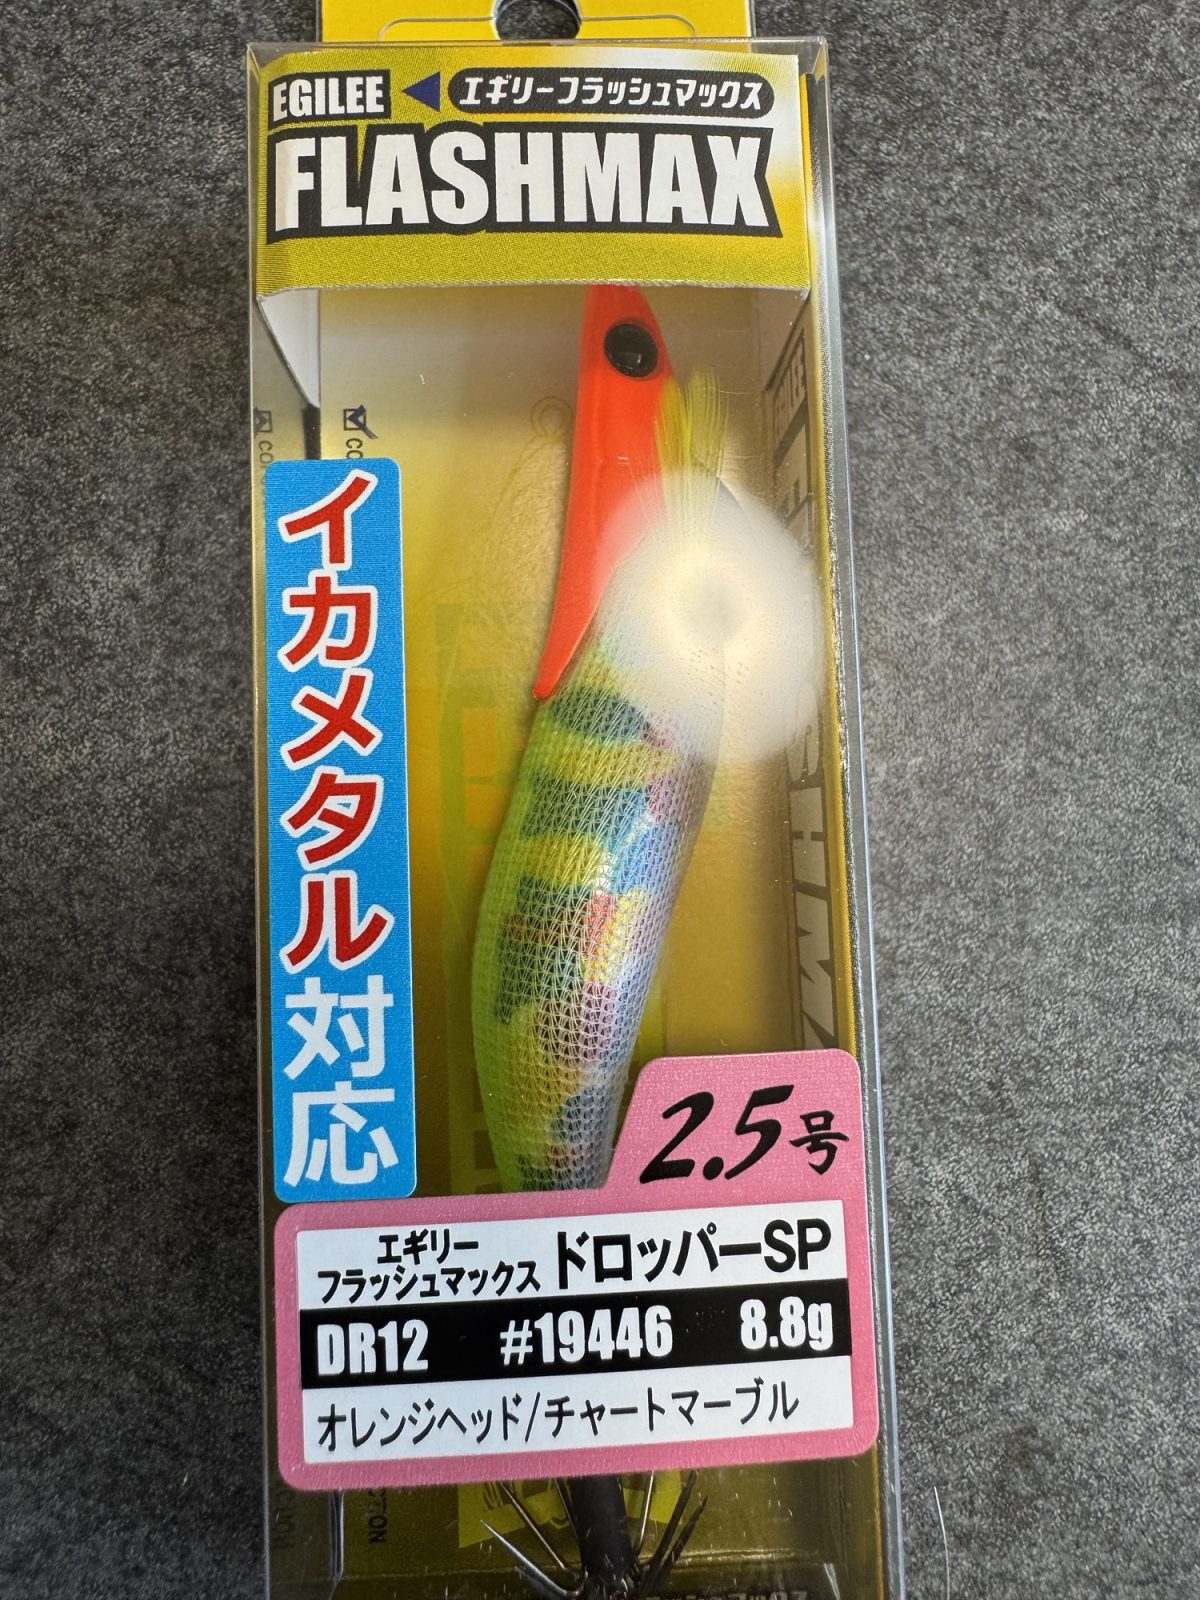 EGILEE
エギリーフラッシュマックス
FLASHMAX
イカメタル対応
2.5号
エギリー
フラッシュマックス ドロッパーSP
DR12 #19446 8.8g
オレンジヘッド/チャートマーブル